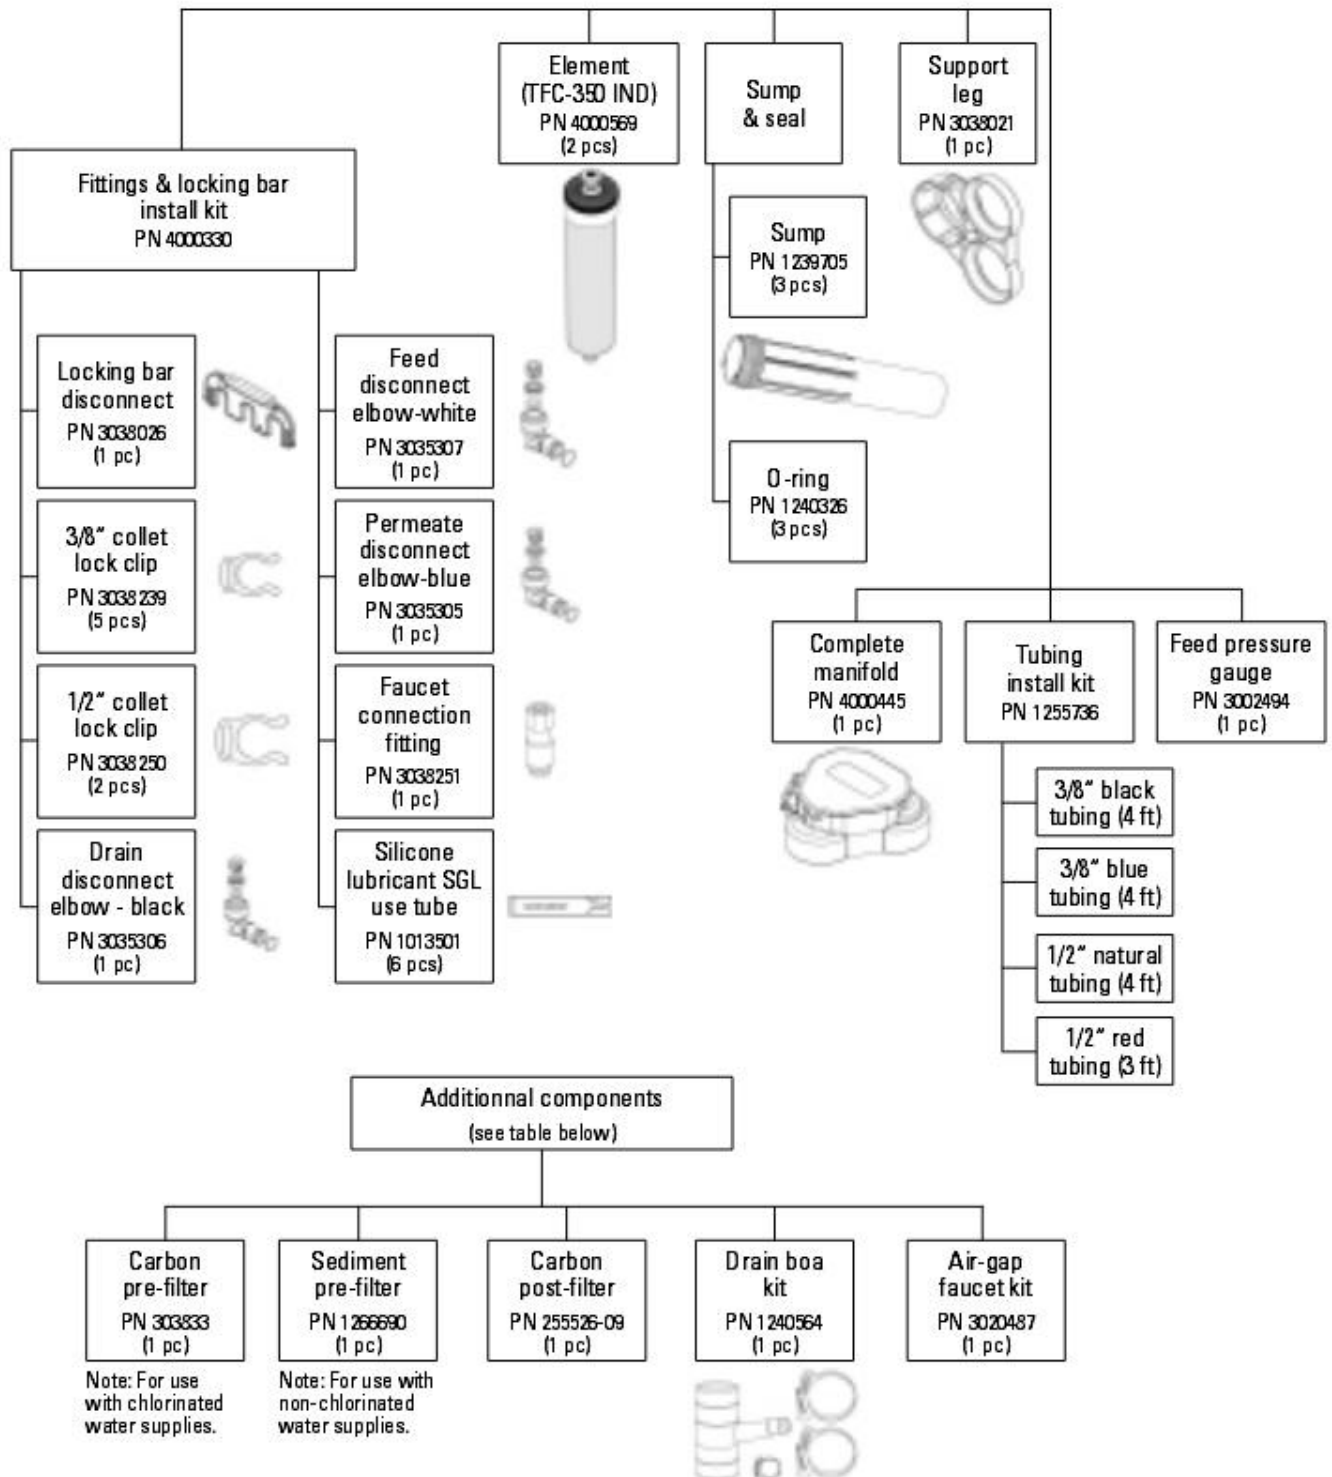 Element
(TFC-350 IND)
PN 4000569
(2 pcs)
Sump
& seal
Support
leg
PN 3038021
(1 pc)
Fittings & locking bar
install kit
PN 4000330
Sump
PN 1239705
(3 pcs)
Locking bar
disconnect
PN 3038026
(1 pc)
Feed
disconnect
elbow-white
PN 3035307
(1 pc)
O-ring
PN 1240326
(3 pcs)
3/8" collet
lock clip
PN 3038239
(5 pcs)
Permeate
disconnect
elbow-blue
PN 3035305
(1 pc)
1/2" collet
lock clip
PN 3038250
(2 pcs)
Faucet
connection
fitting
PN 3038251
(1 pc)
Drain
disconnect
elbow - black
PN 3035306
(1 pc)
Silicone
lubricant SGL
use tube
PN 1013501
(6 pcs)
Complete
manifold
PN 4000445
(1 pc)
Tubing
install kit
PN 1255736
Feed pressure
gauge
PN 3002494
(1 pc)
3/8" black
tubing (4 ft)
3/8" blue
tubing (4 ft)
1/2" natural
tubing (4 ft)
1/2" red
tubing (3 ft)
Additionnal components
(see table below)
Carbon
pre-filter
PN 303833
(1 pc)
Note: For use
with chlorinated
water supplies.
Sediment
pre-filter
PN 1266690
(1 pc)
Note: For use with
non-chlorinated
water supplies.
Carbon
post-filter
PN 255526-09
(1 pc)
Drain boa
kit
PN 1240564
(1 pc)
Air-gap
faucet kit
PN 3020487
(1 pc)